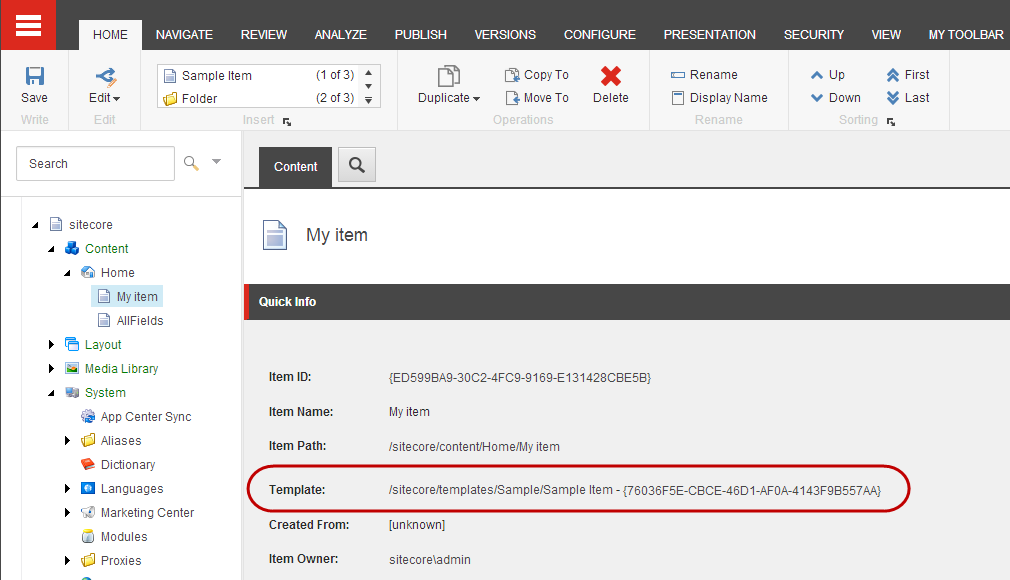 HOME NAVIGATE REVIEW ANALYZE PUBLISH VERSIONS CONFIGURE PRESENTATION SECURITY VIEW MY TOOLBAR
Save
Write
Edit
Edit
Sample Item (1 of 3)
Folder (2 of 3)
Insert
Duplicate
Copy To
Move To
Delete
Operations
Rename
Display Name
Rename
Up
Down
First
Last
Sorting
Search
sitecore
Content
Home
My item
AllFields
Layout
Media Library
System
App Center Sync
Aliases
Dictionary
Languages
Marketing Center
Modules
Proxies
Content
My item
Quick Info
Item ID: {ED599BA9-30C2-4FC9-9169-E131428CBE5B}
Item Name: My item
Item Path: /sitecore/content/Home/My item
Template: /sitecore/templates/Sample/Sample Item - {76036F5E-CBCE-46D1-AF0A-4143F9B557AA}
Created From: [unknown]
Item Owner: sitecore\admin